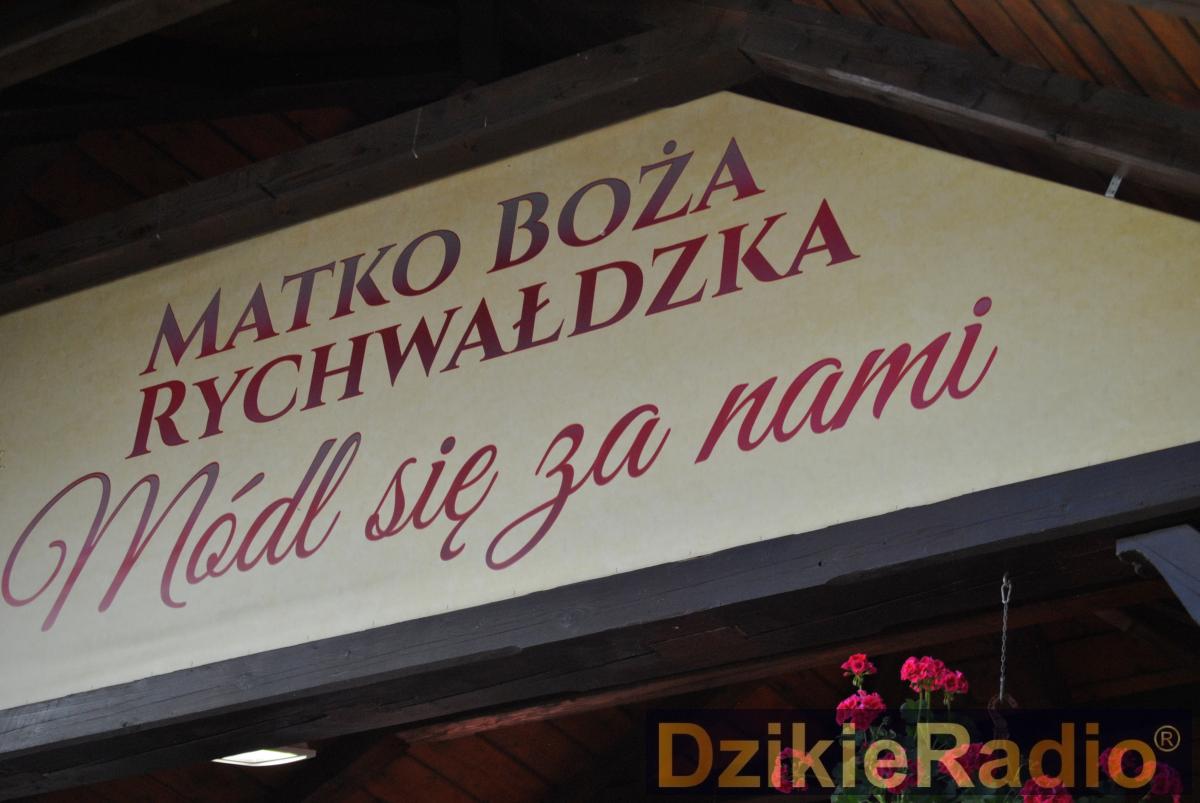 MATKO BOŻA
RYCHWAŁDZKA
Módl się za nami
DzikieRadio®